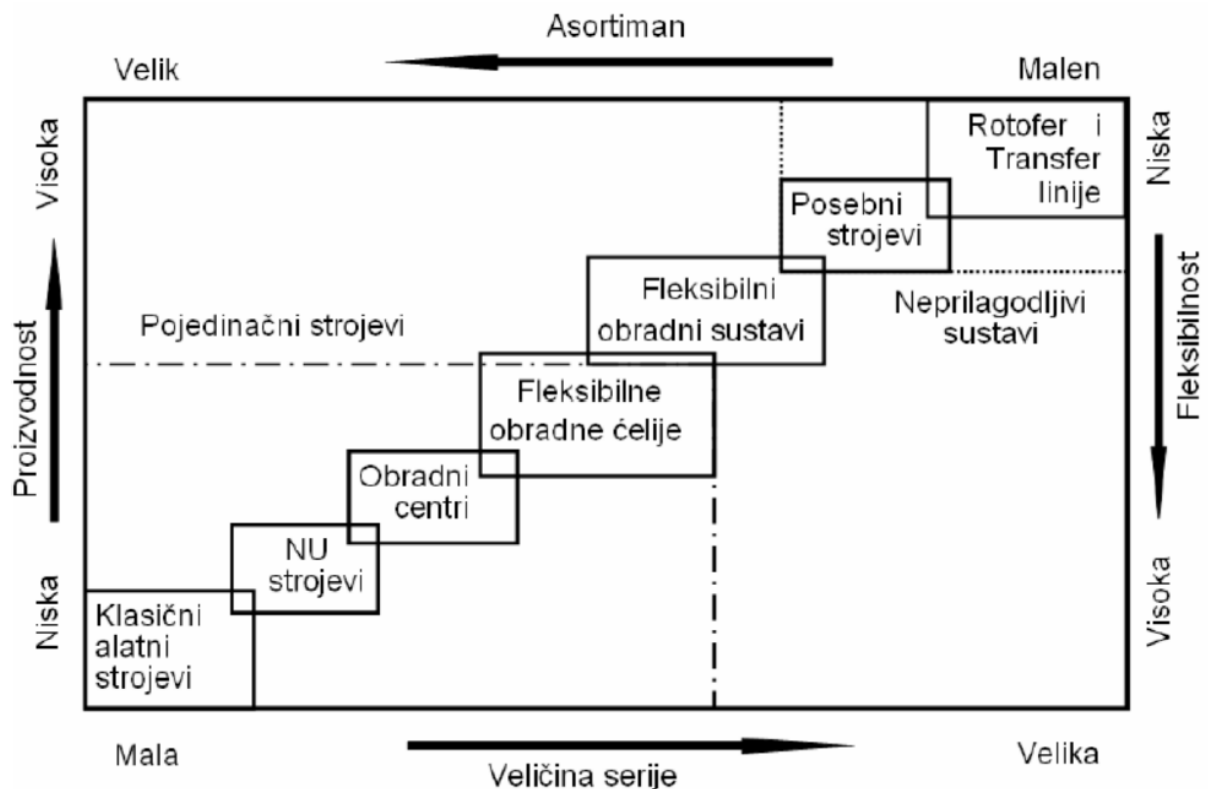 Asortiman
Velik
Malen
Visoka
Niska
Rotofer i
Transfer
linije
Posebni
strojevi
Fleksibilni
obradni sustavi
Neprilagodljivi
sustavi
Pojedinačni strojevi
Fleksibilne
obradne ćelije
Proizvodnost
Fleksibilnost
Obradni
centri
NU
strojevi
Niska
Visoka
Klasični
alatni
strojevi
Mala
Velika
Veličina serije